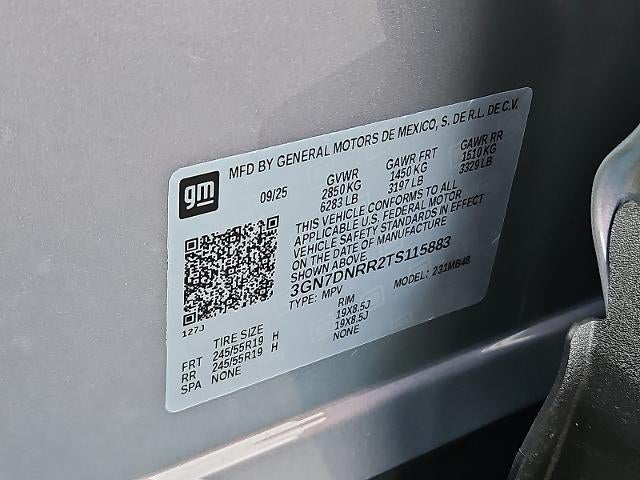 gm
MFD BY GENERAL MOTORS DE MEXICO, S. DE R.L. DE C.V.
09/25 GVWR GAWR FRT GAWR RR
2850 KG 1450 KG 1510 KG
6283 LB 3197 LB 3329 LB
THIS VEHICLE CONFORMS TO ALL
APPLICABLE U.S. FEDERAL MOTOR
VEHICLE SAFETY STANDARDS IN EFFECT
ON THE DATE OF MANUFACTURE
SHOWN ABOVE.
3GN7DNRR2TS115883
TYPE: MPV MODEL: 231MB48
127J
TIRE SIZE RIM
FRT 245/55R19 H 19X8.5J
RR 245/55R19 H 19X8.5J
SPA NONE NONE